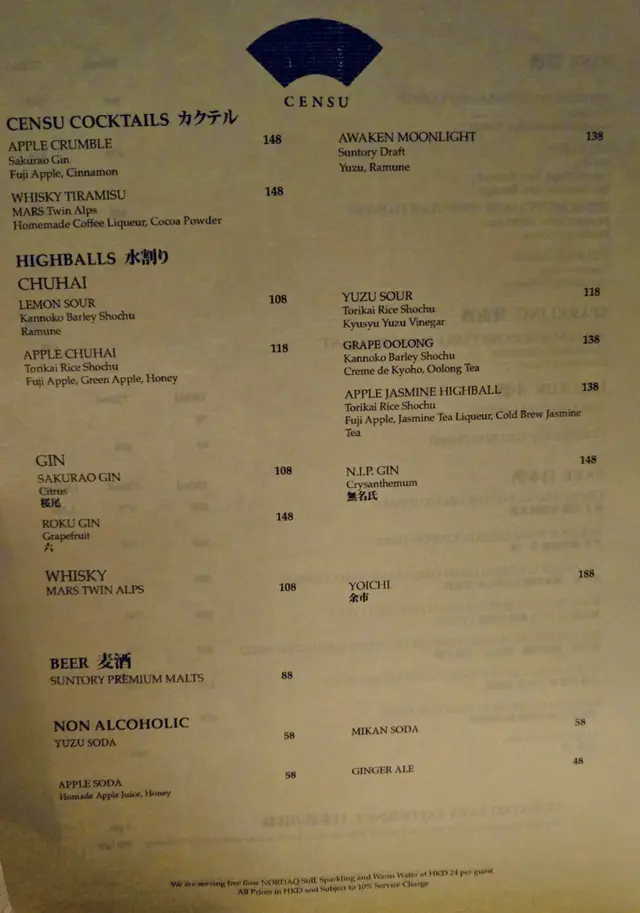 CENSU
CENSU COCKTAILS カクテル
APPLE CRUMBLE 148
Sakurao Gin
Fuji Apple, Cinnamon
WHISKY TIRAMISU 148
MARS Twin Alps
Homemade Coffee Liqueur, Cocoa Powder
AWAKEN MOONLIGHT 138
Suntory Draft
Yuzu, Ramune
HIGHBALLS 水割り
CHUHAI
LEMON SOUR 108
Kannoko Barley Shochu
Ramune
APPLE CHUHAI 118
Torikai Rice Shochu
Fuji Apple, Green Apple, Honey
YUZU SOUR 118
Torikai Rice Shochu
Kyusyu Yuzu Vinegar
GRAPE OOLONG 138
Kannoko Barley Shochu
Creme de Kyoho, Oolong Tea
APPLE JASMINE HIGHBALL 138
Torikai Rice Shochu
Fuji Apple, Jasmine Tea Liqueur, Cold Brew Jasmine
Tea
GIN
SAKURAO GIN 108
Citrus
桜尾
ROKU GIN 148
Grapefruit
六
N.I.P. GIN 148
Crysanthemum
無名氏
WHISKY
MARS TWIN ALPS 108
YOICHI 188
余市
BEER 麦酒
SUNTORY PREMIUM MALTS 88
NON ALCOHOLIC
YUZU SODA 58
APPLE SODA 58
Homade Apple Juice, Honey
MIKAN SODA 58
GINGER ALE 48
We are serving free flow NORDAQ Still, Sparkling and Warm Water at HKD 24 per guest
All Prices in HKD and Subject to 10% Service Charge